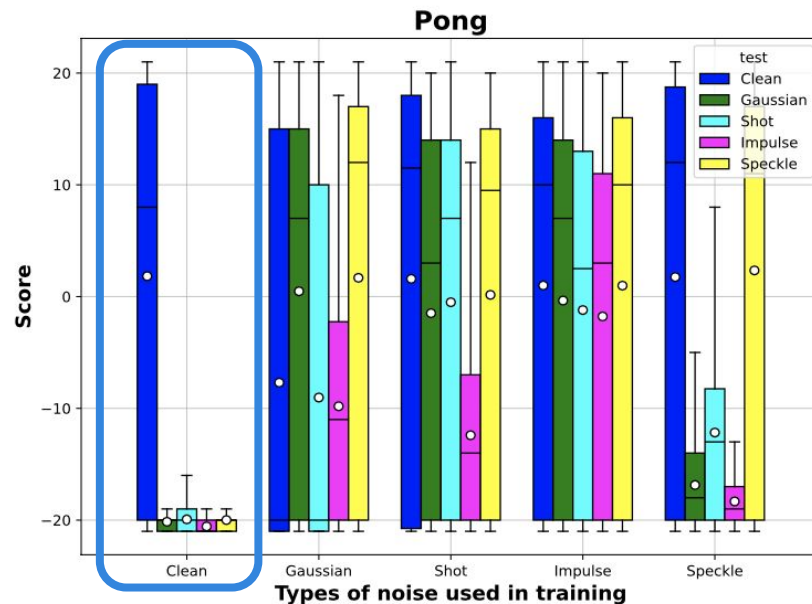 Pong
test
Clean
Gaussian
Shot
Impulse
Speckle
Score
20
10
0
−10
−20
Clean Gaussian Shot Impulse Speckle
Types of noise used in training